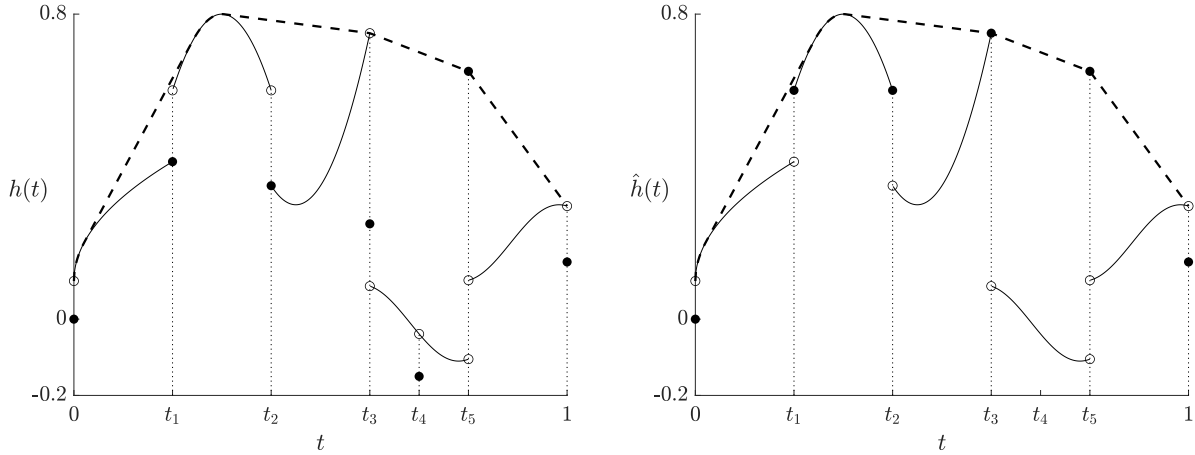 0.8
h(t)
0
-0.2
0 t₁ t₂ t₃ t₄ t₅ 1
t
0.8
ĥ(t)
0
-0.2
0 t₁ t₂ t₃ t₄ t₅ 1
t